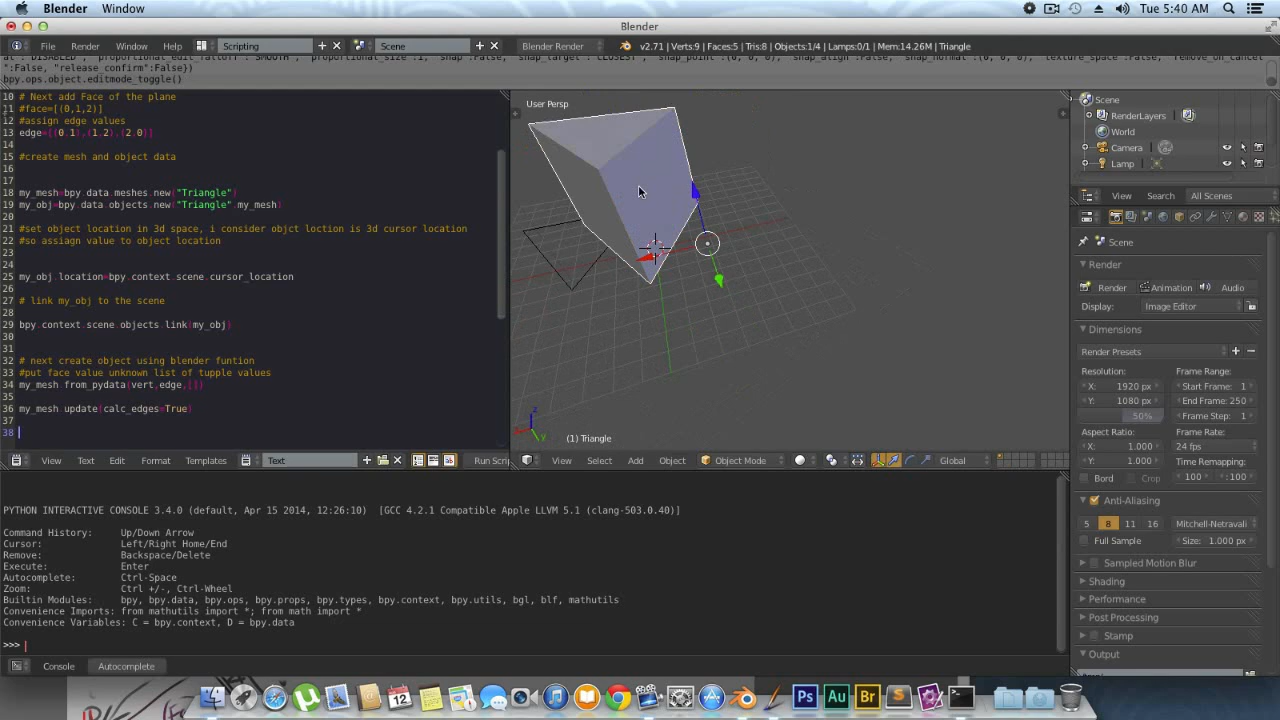 Blender Window Tue 5:40 AM
Blender
File Render Window Help Scripting Scene Blender Render v2.71 | Verts:9 | Faces:5 | Tris:8 | Objects:1/4 | Lamps:0/1 | Mem:14.26M | Triangle
":False, "release_confirm":False})
bpy.ops.object.editmode_toggle()
10 # Next add Face of the plane
11 #face=[(0,1,2)]
12 #assign edge values
13 edge=[(0,1),(1,2),(2,0)]
14
15 #create mesh and object data
16
17
18 my_mesh=bpy.data.meshes.new("Triangle")
19 my_obj=bpy.data.objects.new("Triangle",my_mesh)
20
21 #set object location in 3d space, i consider objct loction is 3d cursor location
22 #so assiagn value to object location
23
24
25 my_obj.location=bpy.context.scene.cursor_location
26
27 # link my_obj to the scene
28
29 bpy.context.scene.objects.link(my_obj)
30
31
32 # next create object using blender funtion
33 #put face value unknown list of tupple values
34 my_mesh.from_pydata(vert,edge,[])
35
36 my_mesh.update(calc_edges=True)
37
38
View Text Edit Format Templates Text Run Scri
User Persp
(1) Triangle
View Select Add Object Object Mode Global
Scene
RenderLayers
World
Camera
Lamp
View Search All Scenes
Scene
Render
Render Animation Audio
Display: Image Editor
Dimensions
Render Presets
Resolution: Frame Range:
X: 1920 px Start Frame: 1
Y: 1080 px End Frame: 250
50% Frame Step: 1
Aspect Ratio: Frame Rate:
X: 1.000 24 fps
Y: 1.000 Time Remapping:
Bord Crop 100 :100
Anti-Aliasing
5 8 11 16 Mitchell-Netravali
Full Sample Size: 1.000 px
Sampled Motion Blur
Shading
Performance
Post Processing
Stamp
Output
PYTHON INTERACTIVE CONSOLE 3.4.0 (default, Apr 15 2014, 12:26:10) [GCC 4.2.1 Compatible Apple LLVM 5.1 (clang-503.0.40)]
Command History: Up/Down Arrow
Cursor: Left/Right Home/End
Remove: Backspace/Delete
Execute: Enter
Autocomplete: Ctrl-Space
Zoom: Ctrl +/-, Ctrl-Wheel
Builtin Modules: bpy, bpy.data, bpy.ops, bpy.props, bpy.types, bpy.context, bpy.utils, bgl, blf, mathutils
Convenience Imports: from mathutils import *; from math import *
Convenience Variables: C = bpy.context, D = bpy.data
>>>
Console Autocomplete
12 Ps Au Br S